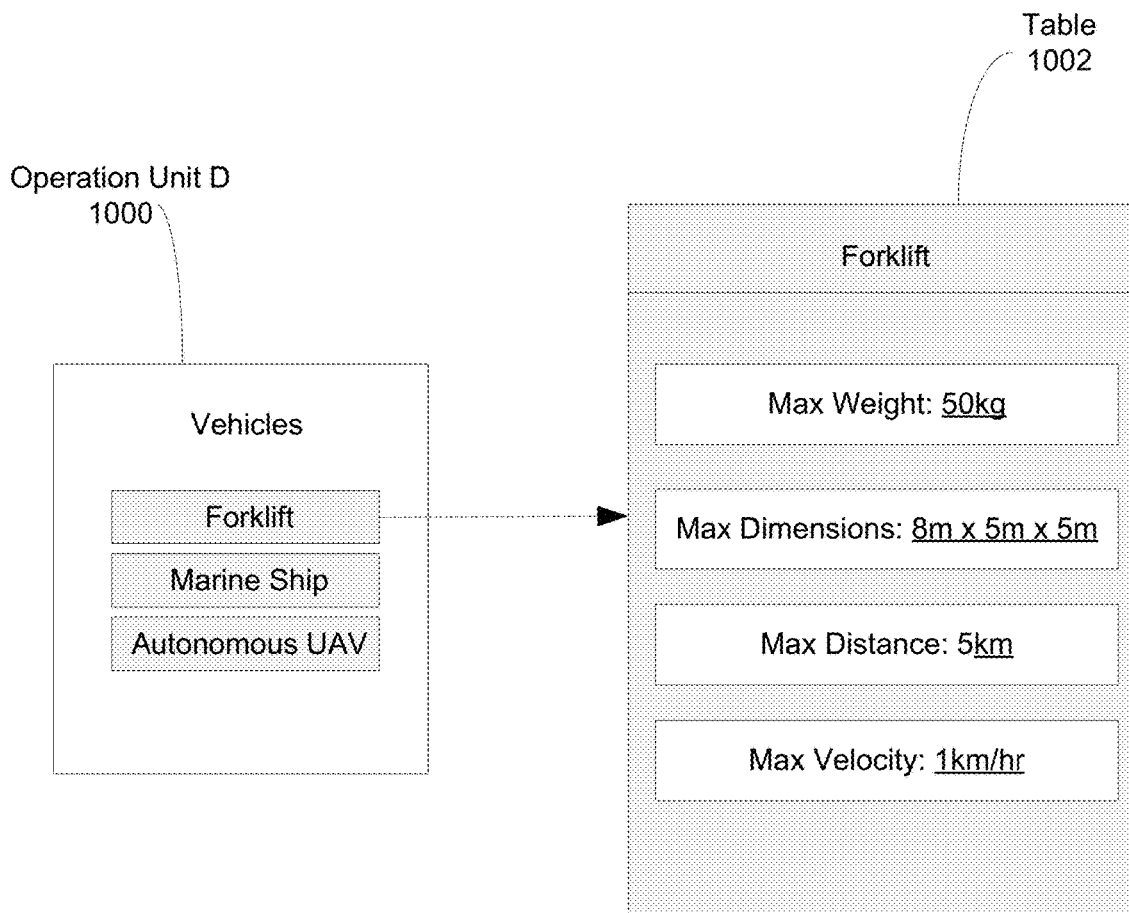 Table
1002
Operation Unit D
1000
Vehicles
Forklift
Marine Ship
Autonomous UAV
Forklift
Max Weight: 50kg
Max Dimensions: 8m x 5m x 5m
Max Distance: 5km
Max Velocity: 1km/hr